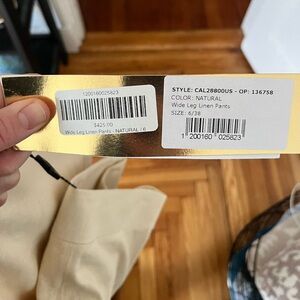 1200160025823
$425.00
Wide Leg Linen Pants - NATURAL / 6
STYLE: CAL28800US - OP: 136758
COLOR: NATURAL
Wide Leg Linen Pants
SIZE: 6/38
1 200160 025823